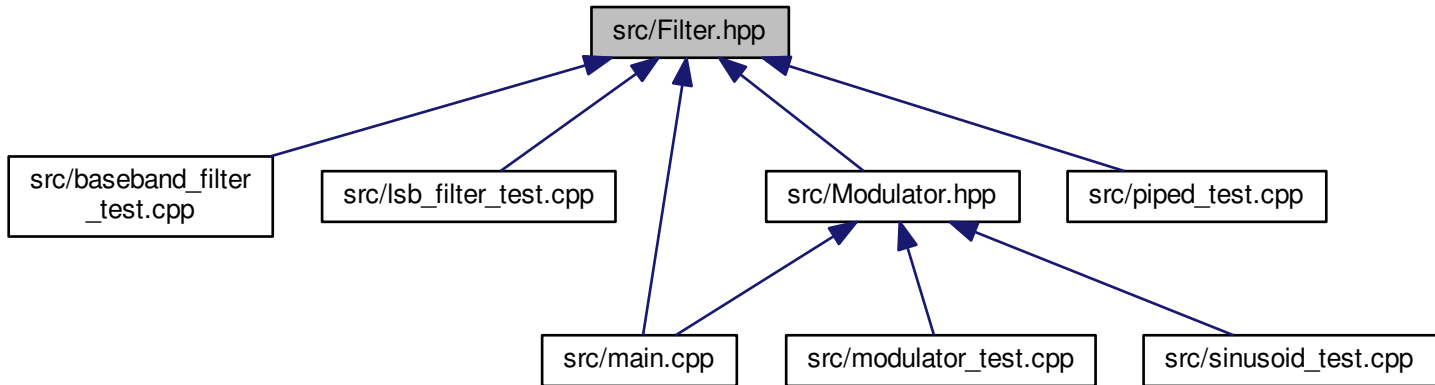 src/Filter.hpp
src/baseband_filter
_test.cpp
src/lsb_filter_test.cpp
src/Modulator.hpp
src/piped_test.cpp
src/main.cpp
src/modulator_test.cpp
src/sinusoid_test.cpp